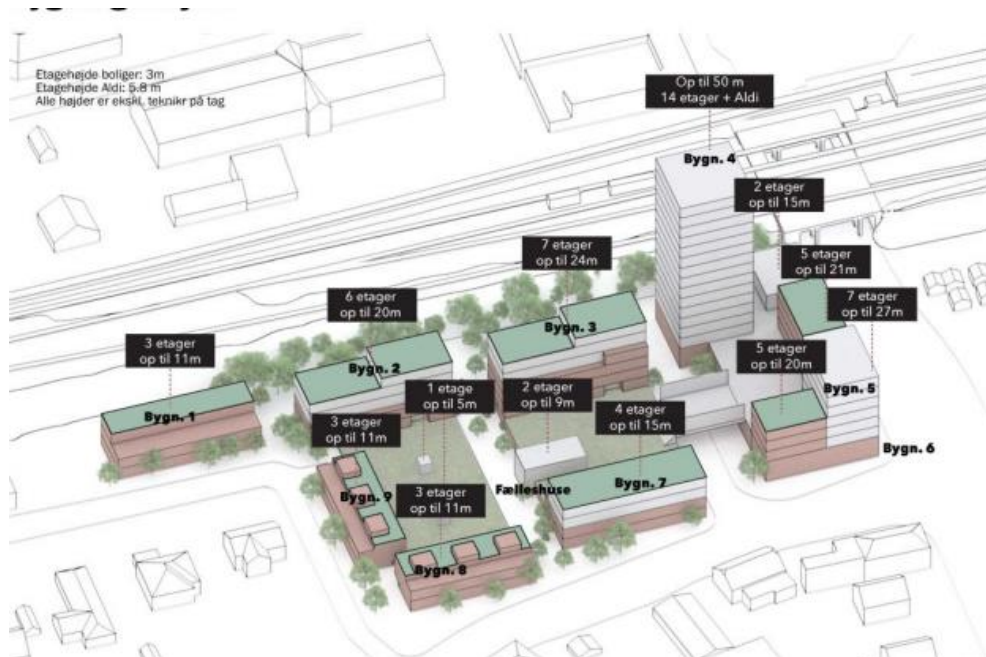 Etagehøjde boliger: 3m
Etagehøjde Aldi: 5.8 m
Alle højder er ekskl. teknikr på tag
Op til 50 m
14 etager + Aldi
Bygn. 4
2 etager
op til 15m
7 etager
op til 24m
5 etager
op til 21m
6 etager
op til 20m
7 etager
op til 27m
Bygn. 3
3 etager
op til 11m
5 etager
op til 20m
Bygn. 2
1 etage
op til 5m
2 etager
op til 9m
Bygn. 5
4 etager
op til 15m
Bygn. 1
3 etager
op til 11m
Bygn. 6
Bygn. 7
Fælleshuse
Bygn. 9
3 etager
op til 11m
Bygn. 8